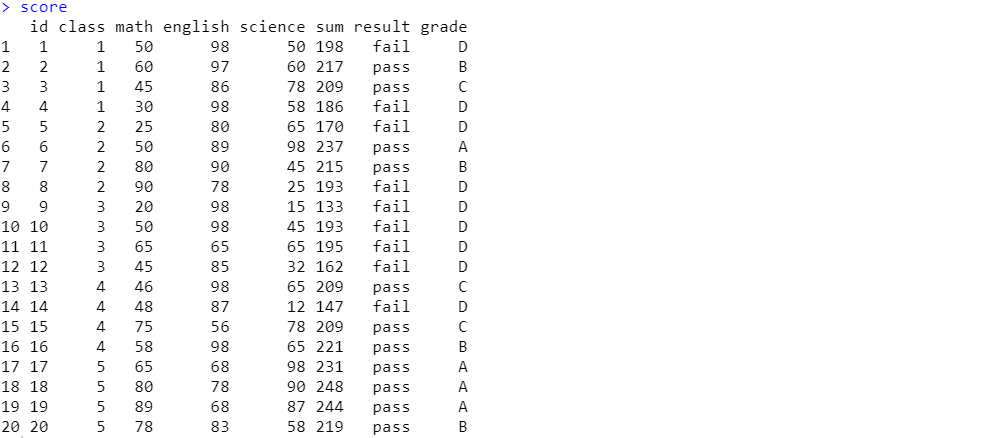 > score
id class math english science sum result grade
1 1 1 50 98 50 198 fail D
2 2 1 60 97 60 217 pass B
3 3 1 45 86 78 209 pass C
4 4 1 30 98 58 186 fail D
5 5 2 25 80 65 170 fail D
6 6 2 50 89 98 237 pass A
7 7 2 80 90 45 215 pass B
8 8 2 90 78 25 193 fail D
9 9 3 20 98 15 133 fail D
10 10 3 50 98 45 193 fail D
11 11 3 65 65 65 195 fail D
12 12 3 45 85 32 162 fail D
13 13 4 46 98 65 209 pass C
14 14 4 48 87 12 147 fail D
15 15 4 75 56 78 209 pass C
16 16 4 58 98 65 221 pass B
17 17 5 65 68 98 231 pass A
18 18 5 80 78 90 248 pass A
19 19 5 89 68 87 244 pass A
20 20 5 78 83 58 219 pass B